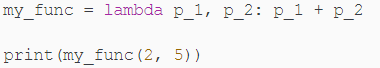 my_func = lambda p_1, p_2: p_1 + p_2
print(my_func(2, 5))